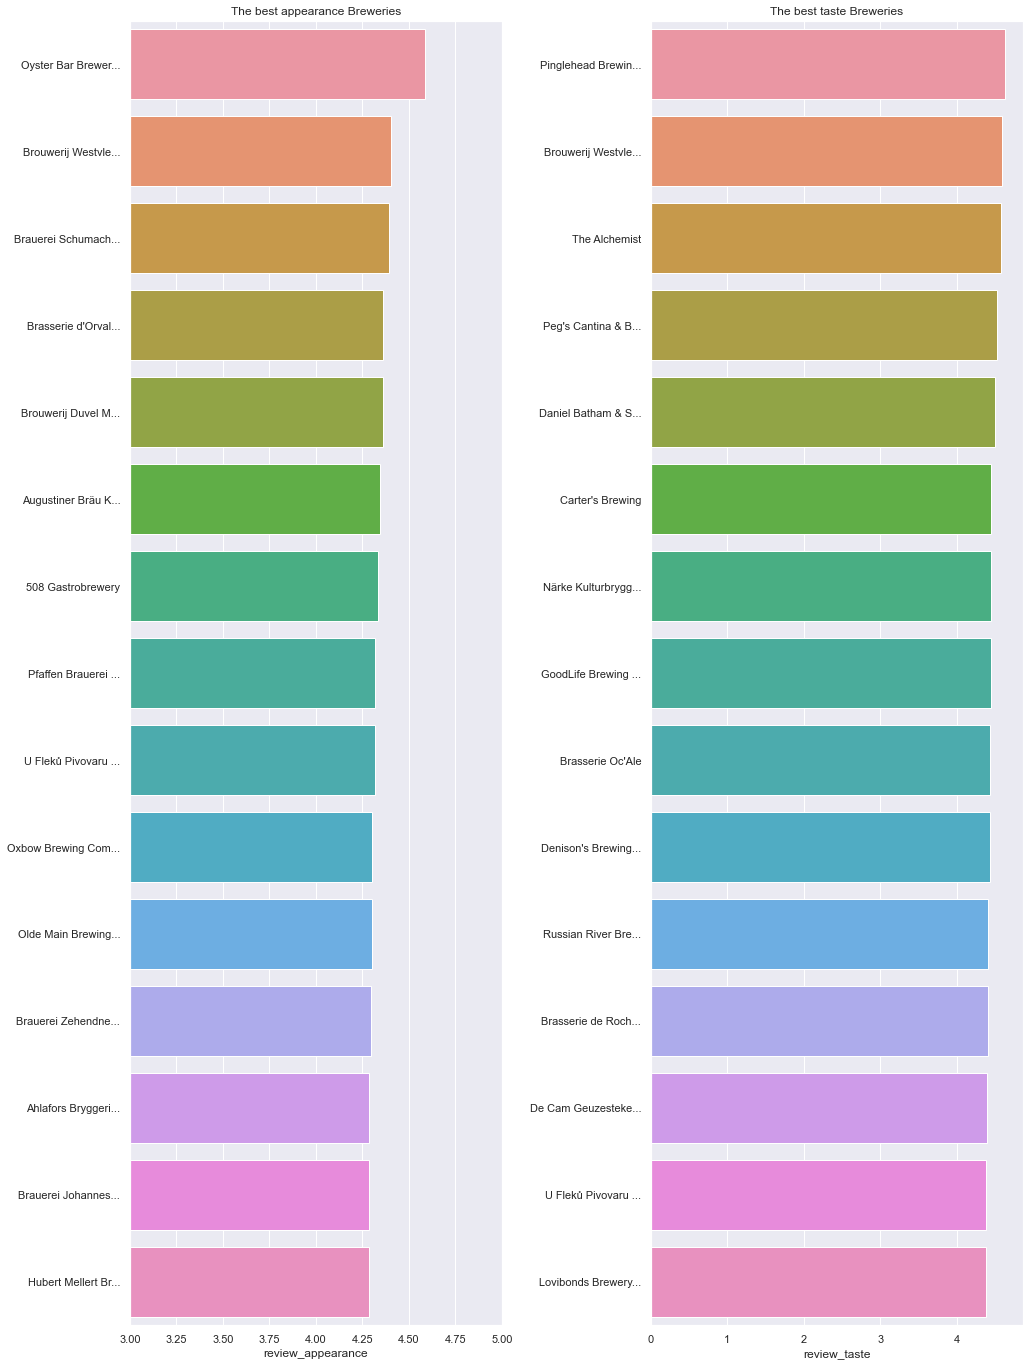 The best appearance Breweries
Oyster Bar Brewer...
Brouwerij Westvle...
Brauerei Schumach...
Brasserie d'Orval...
Brouwerij Duvel M...
Augustiner Bräu K...
508 Gastrobrewery
Pfaffen Brauerei ...
U Fleků Pivovaru ...
Oxbow Brewing Com...
Olde Main Brewing...
Brauerei Zehendne...
Ahlafors Bryggeri...
Brauerei Johannes...
Hubert Mellert Br...
3.00 3.25 3.50 3.75 4.00 4.25 4.50 4.75 5.00
review_appearance
The best taste Breweries
Pinglehead Brewin...
Brouwerij Westvle...
The Alchemist
Peg's Cantina & B...
Daniel Batham & S...
Carter's Brewing
Närke Kulturbrygg...
GoodLife Brewing ...
Brasserie Oc'Ale
Denison's Brewing...
Russian River Bre...
Brasserie de Roch...
De Cam Geuzesteke...
U Fleků Pivovaru ...
Lovibonds Brewery...
0 1 2 3 4
review_taste